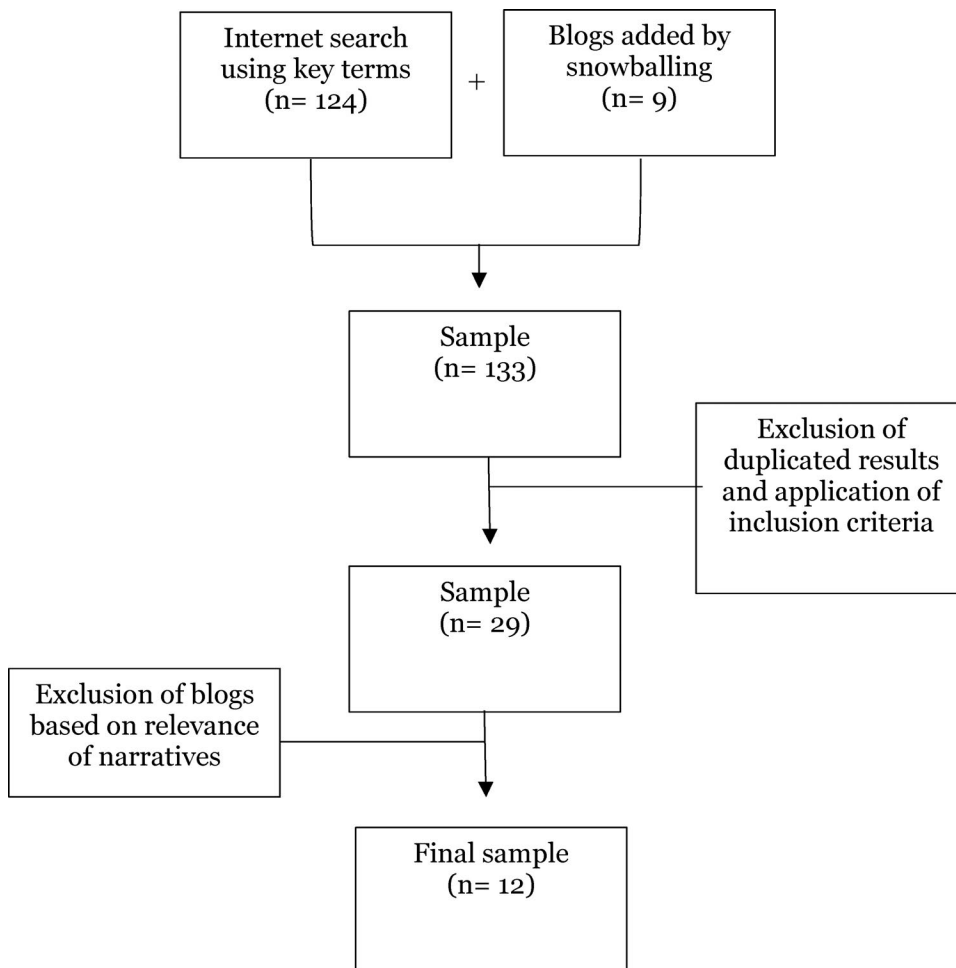 Internet search
using key terms
(n= 124)
+
Blogs added by
snowballing
(n= 9)
Sample
(n= 133)
Exclusion of
duplicated results
and application of
inclusion criteria
Sample
(n= 29)
Exclusion of blogs
based on relevance
of narratives
Final sample
(n= 12)